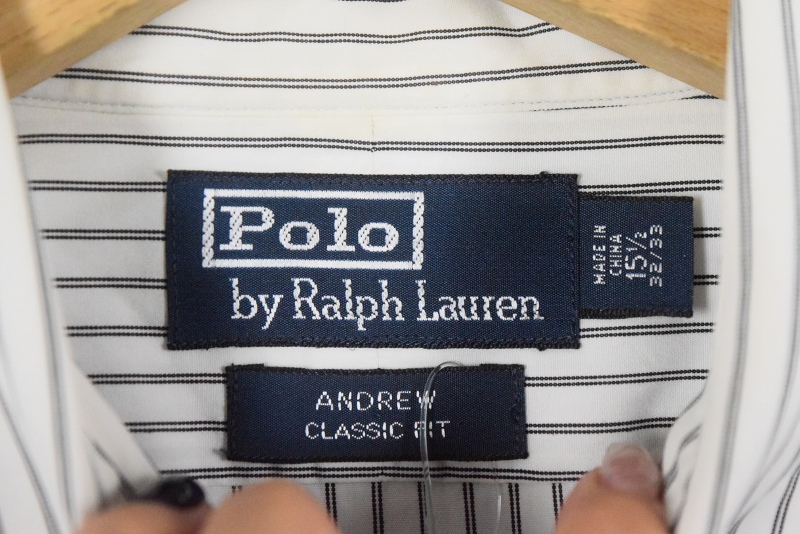 Polo
by Ralph Lauren
MADE IN
CHINA
15½
32/33
ANDREW
CLASSIC FIT